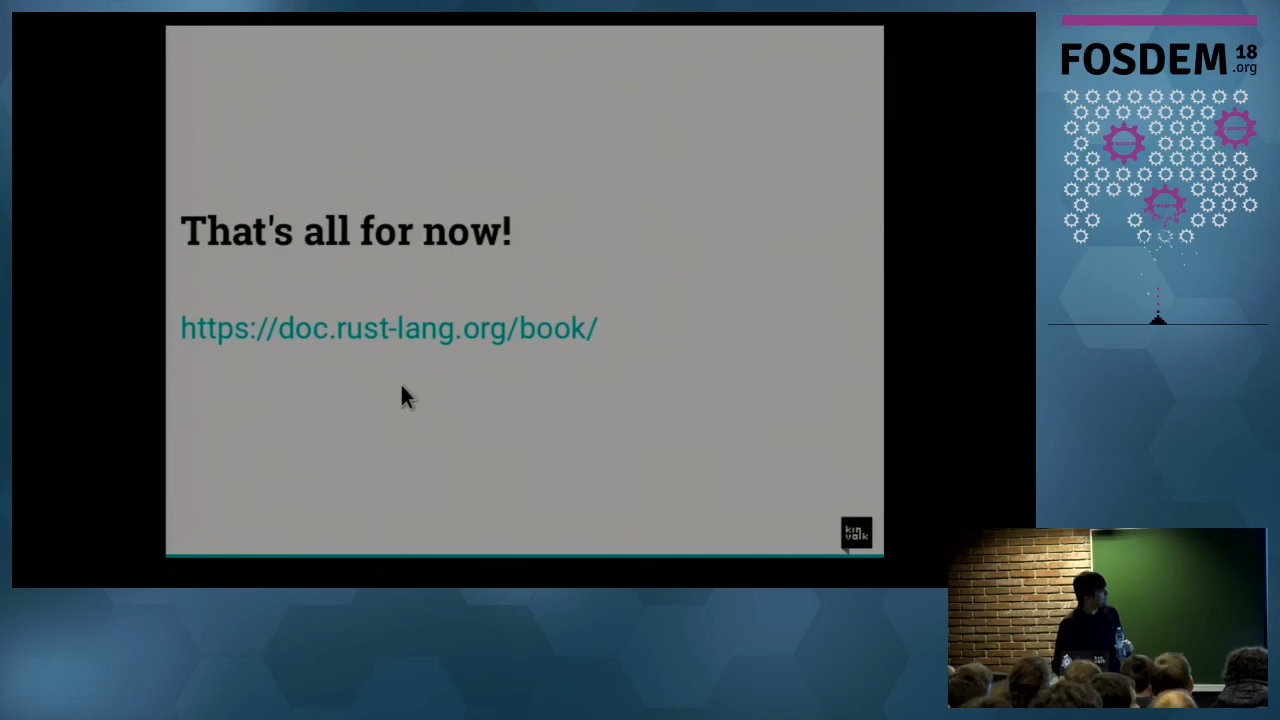 That's all for now!
https://doc.rust-lang.org/book/
kin
volk
FOSDEM 18
.org